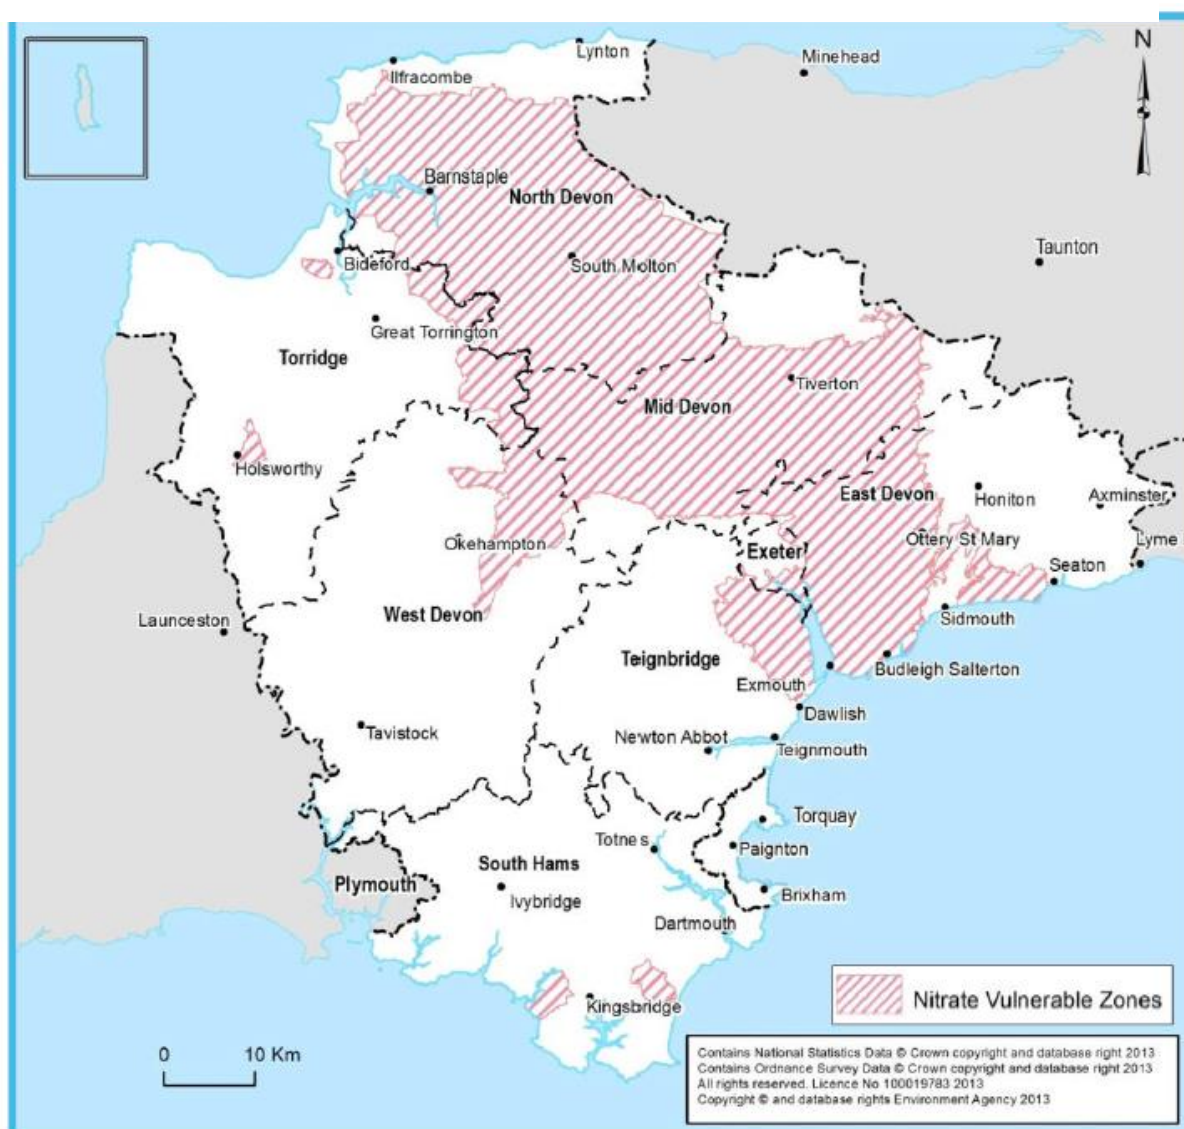 Lynton
N
Minehead
Ilfracombe
Barnstaple
North Devon
Taunton
Bideford
South Molton
Great Torrington
Torridge
Tiverton
Mid Devon
Holsworthy
East Devon
Honiton
Axminster
Okehampton
Ottery St Mary
Exeter
Lyme
Seaton
West Devon
Launceston
Sidmouth
Teignbridge
Budleigh Salterton
Exmouth
Dawlish
Tavistock
Newton Abbot
Teignmouth
Torquay
Totnes
Paignton
South Hams
Plymouth
Ivybridge
Brixham
Dartmouth
Nitrate Vulnerable Zones
Kingsbridge
0 10 Km
Contains National Statistics Data © Crown copyright and database right 2013
Contains Ordnance Survey Data © Crown copyright and database right 2013
All rights reserved. Licence No 100019783 2013
Copyright © and database rights Environment Agency 2013